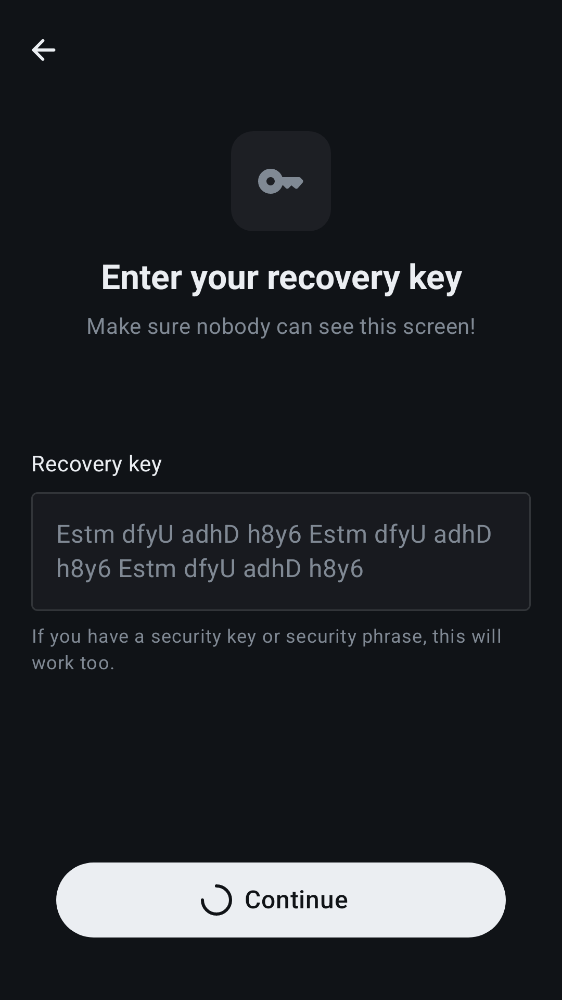 Enter your recovery key
Make sure nobody can see this screen!
Recovery key
Estm dfyU adhD h8y6 Estm dfyU adhD
h8y6 Estm dfyU adhD h8y6
If you have a security key or security phrase, this will
work too.
Continue